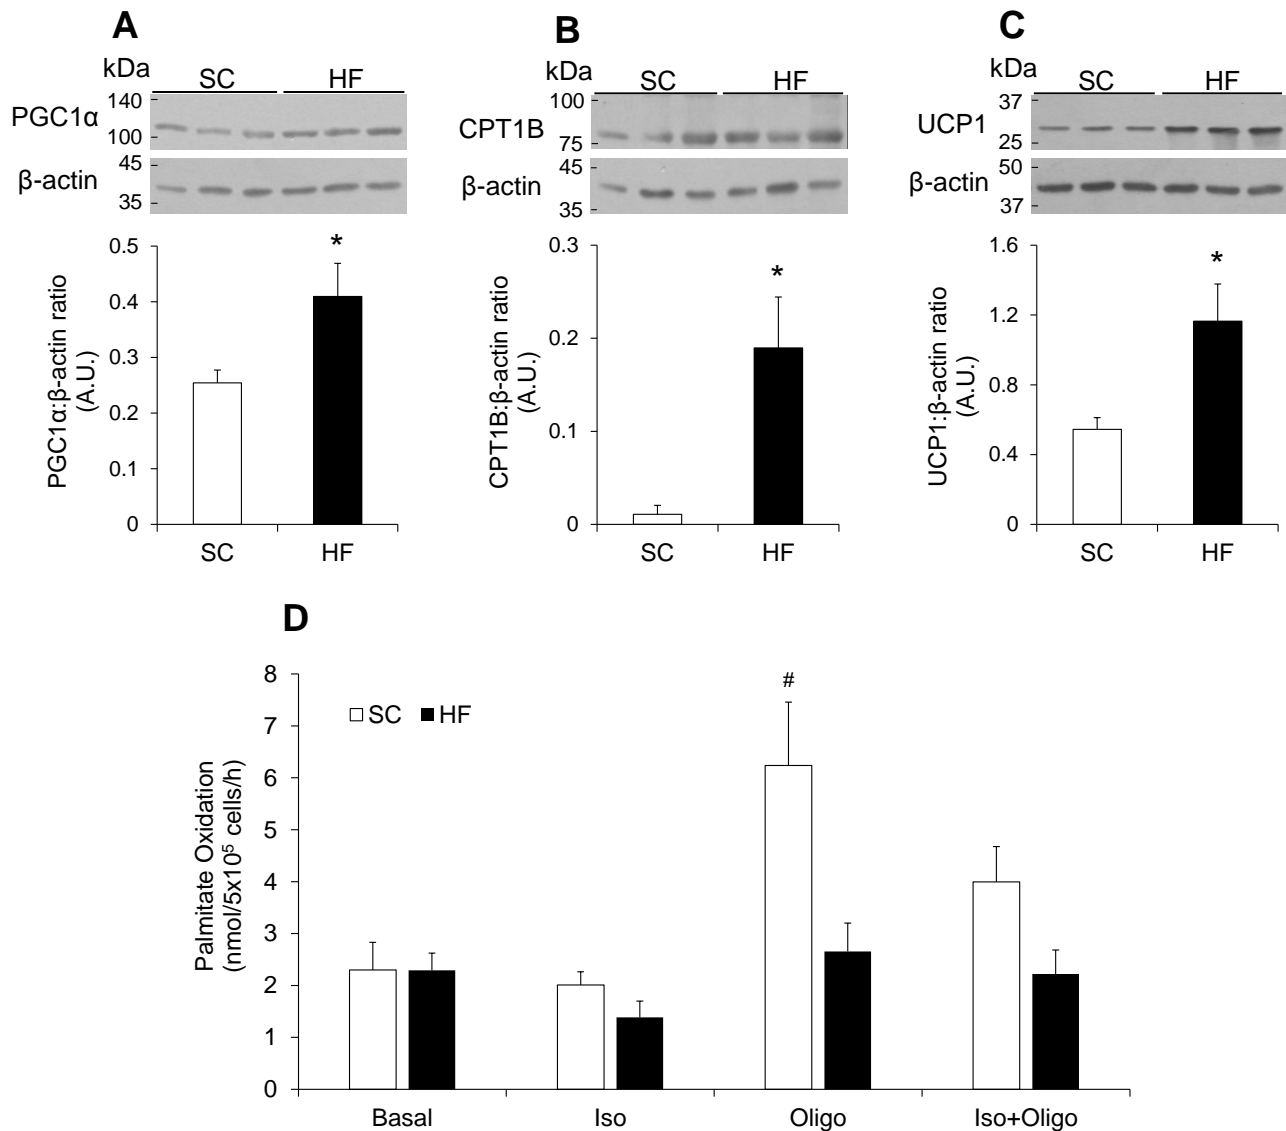 A
kDa
SC
HF
PGC1α
140
100
β-actin
45
35
PGC1α:β-actin ratio
(A.U.)
0.5
0.4
0.3
0.2
0.1
0
*
SC
HF
B
kDa
SC
HF
CPT1B
100
75
β-actin
45
35
CPT1B:β-actin ratio
(A.U.)
0.3
0.2
0.1
0
*
SC
HF
C
kDa
SC
HF
UCP1
37
25
β-actin
50
37
UCP1:β-actin ratio
(A.U.)
1.6
1.2
0.8
0.4
0
*
SC
HF
D
Palmitate Oxidation
(nmol/5x10⁵ cells/h)
8
7
6
5
4
3
2
1
0
SC HF
#
Basal
Iso
Oligo
Iso+Oligo